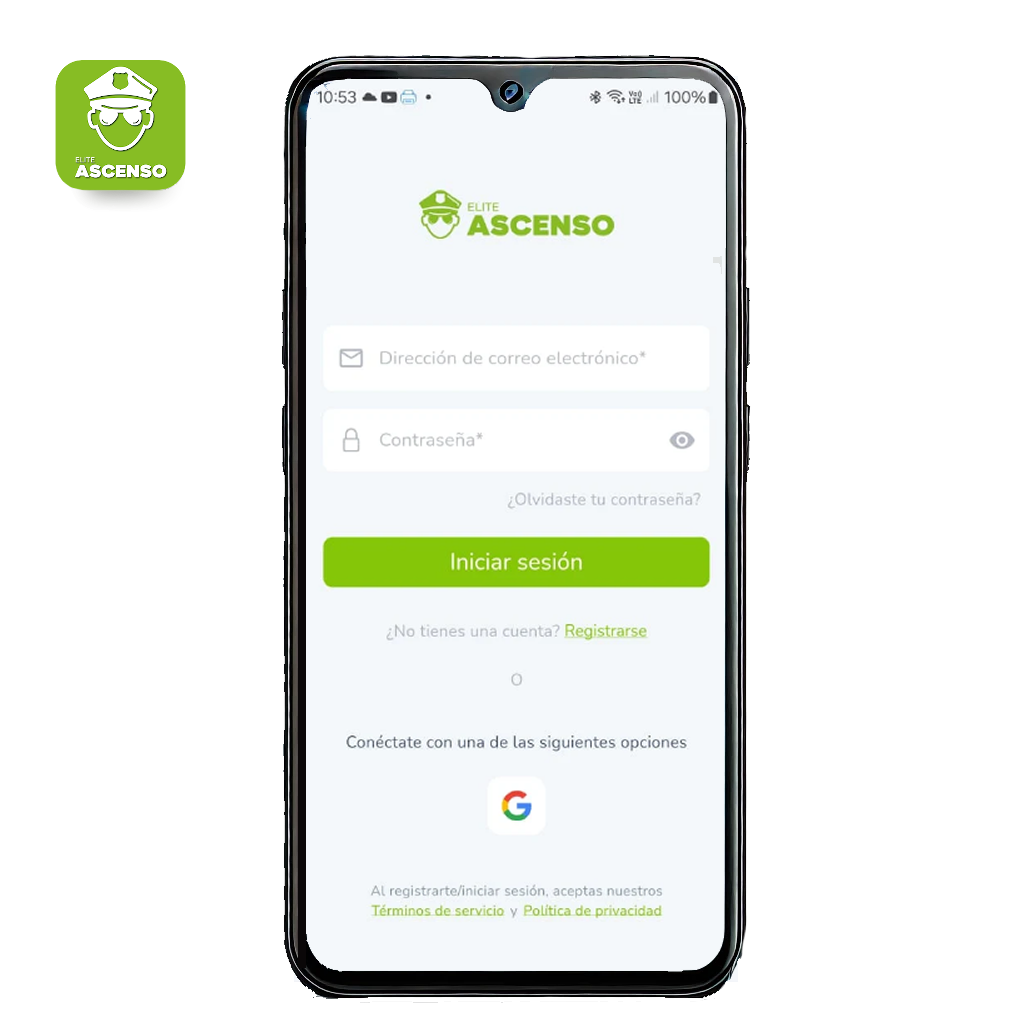 ELITE
ASCENSO
10:53
Vo)) LTE
100%
ELITE
ASCENSO
Dirección de correo electrónico*
Contraseña*
¿Olvidaste tu contraseña?
Iniciar sesión
¿No tienes una cuenta? Registrarse
O
Conéctate con una de las siguientes opciones
G
Al registrarte/iniciar sesión, aceptas nuestros
Términos de servicio y Política de privacidad